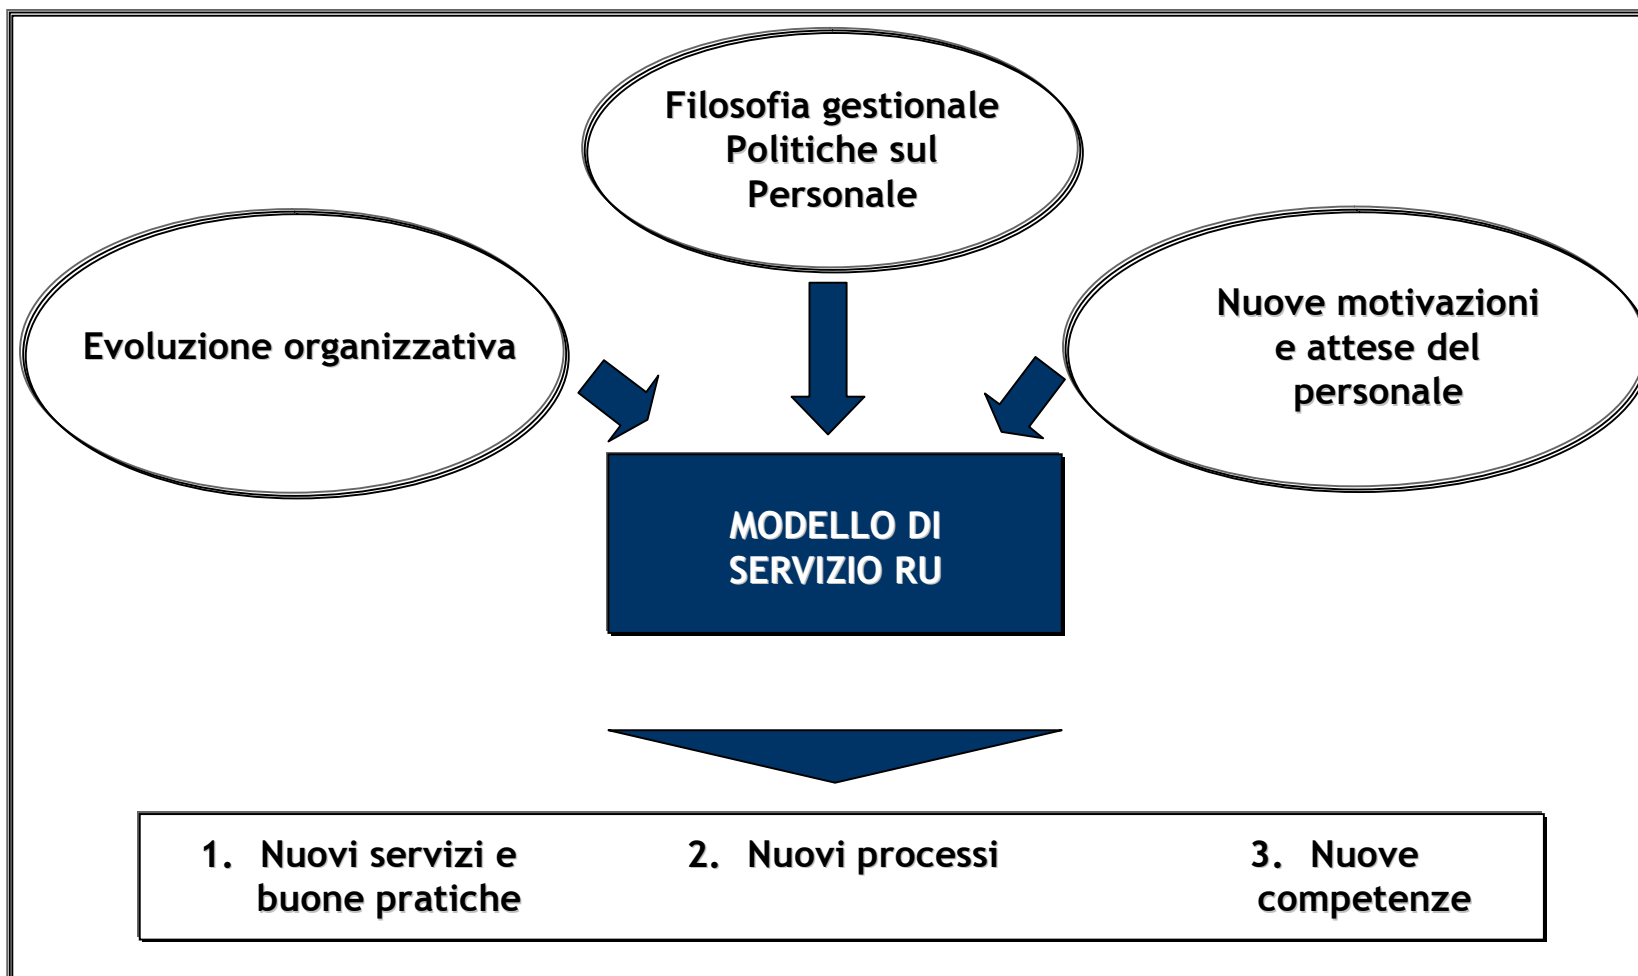 Filosofia gestionale
Politiche sul
Personale
Evoluzione organizzativa
Nuove motivazioni
e attese del
personale
MODELLO DI
SERVIZIO RU
1. Nuovi servizi e
buone pratiche
2. Nuovi processi
3. Nuove
competenze